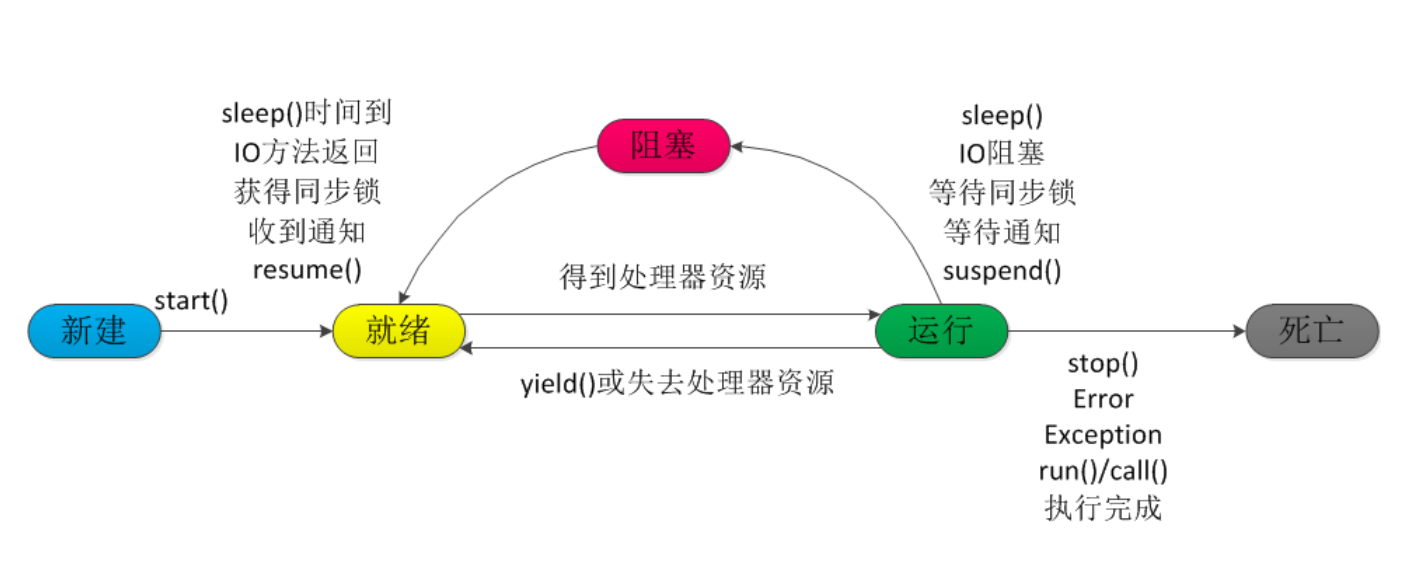 sleep()时间到
IO方法返回
获得同步锁
收到通知
resume()
阻塞
sleep()
IO阻塞
等待同步锁
等待通知
suspend()
得到处理器资源
新建
start()
就绪
运行
死亡
yield()或失去处理器资源
stop()
Error
Exception
run()/call()
执行完成